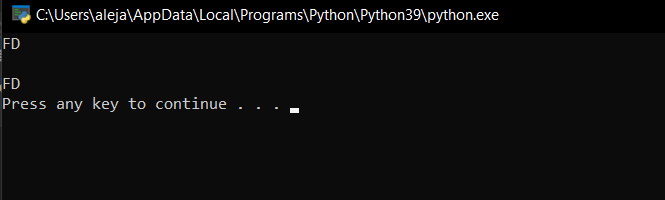 C:\Users\aleja\AppData\Local\Programs\Python\Python39\python.exe
FD
FD
Press any key to continue . . .